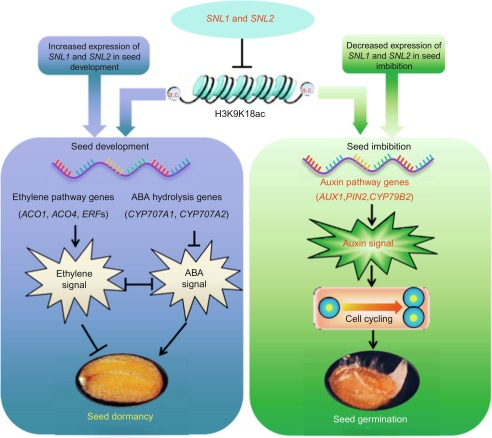 SNL1 and SNL2
Increased expression of
SNL1 and SNL2 in seed
development
Decreased expression of
SNL1 and SNL2 in seed
imbibition
a.c.
a.c.
H3K9K18ac
Seed development
Ethylene pathway genes
(ACO1, ACO4, ERFs)
ABA hydrolysis genes
(CYP707A1, CYP707A2)
Ethylene
signal
ABA
signal
Seed dormancy
Seed imbibition
Auxin pathway genes
(AUX1,PIN2,CYP79B2)
Auxin signal
Cell cycling
Seed germination